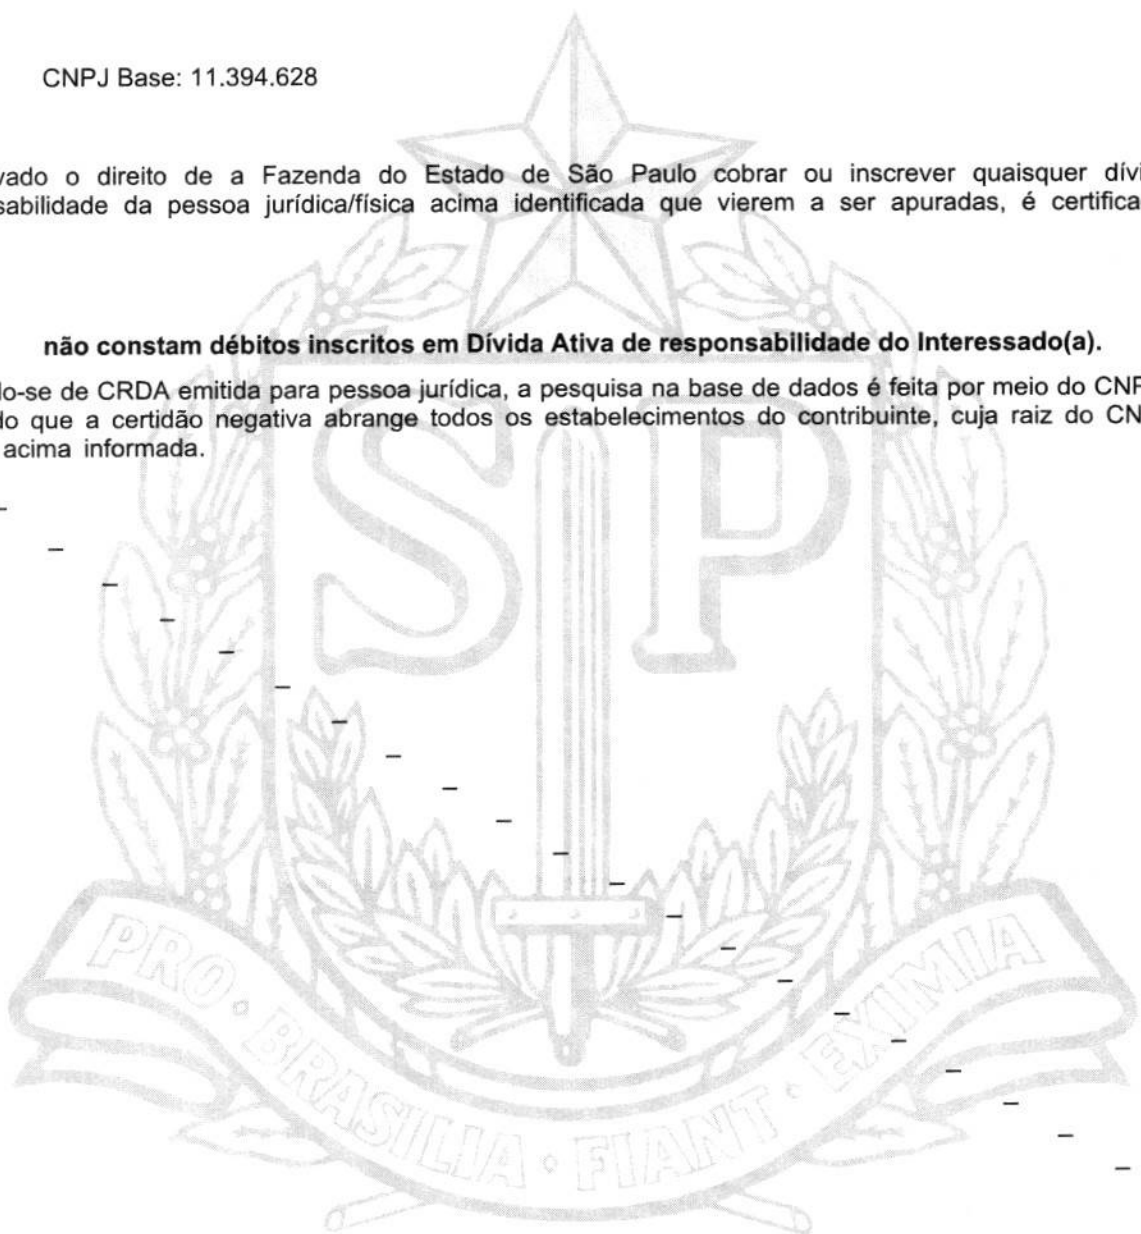 CNPJ Base: 11.394.628
vado o direito de a Fazenda do Estado de São Paulo cobrar ou inscrever quaisquer dívi
sabilidade da pessoa jurídica/física acima identificada que vierem a ser apuradas, é certifica
não constam débitos inscritos em Dívida Ativa de responsabilidade do Interessado(a).
do-se de CRDA emitida para pessoa jurídica, a pesquisa na base de dados é feita por meio do CNP
do que a certidão negativa abrange todos os estabelecimentos do contribuinte, cuja raiz do CN
acima informada.
SP
PRO · BRASILIA · FIANT · EXIMIA